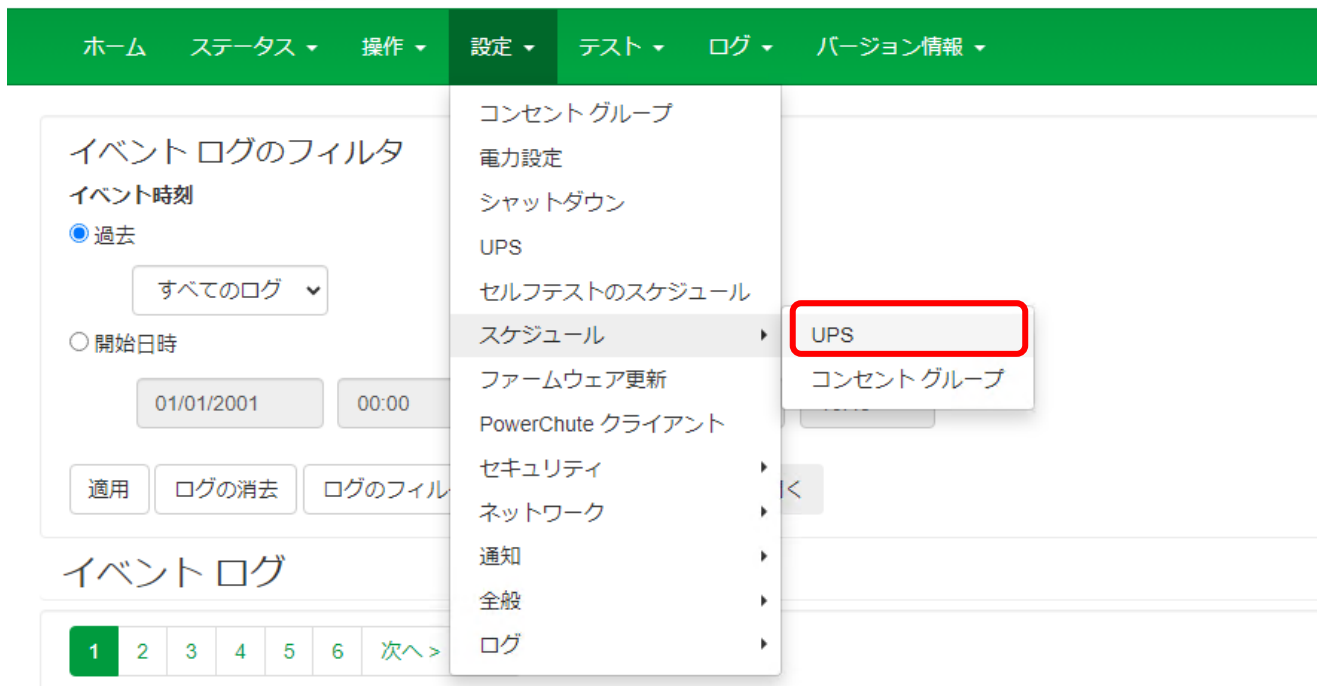 ホーム ステータス 操作 設定 テスト ログ バージョン情報
イベント ログのフィルタ
イベント時刻
過去
すべてのログ
開始日時
01/01/2001 00:00
適用 ログの消去 ログのフィル く
イベント ログ
1 2 3 4 5 6 次へ >
コンセント グループ
電力設定
シャットダウン
UPS
セルフテストのスケジュール
スケジュール
ファームウェア更新
PowerChute クライアント
セキュリティ
ネットワーク
通知
全般
ログ
UPS
コンセント グループ